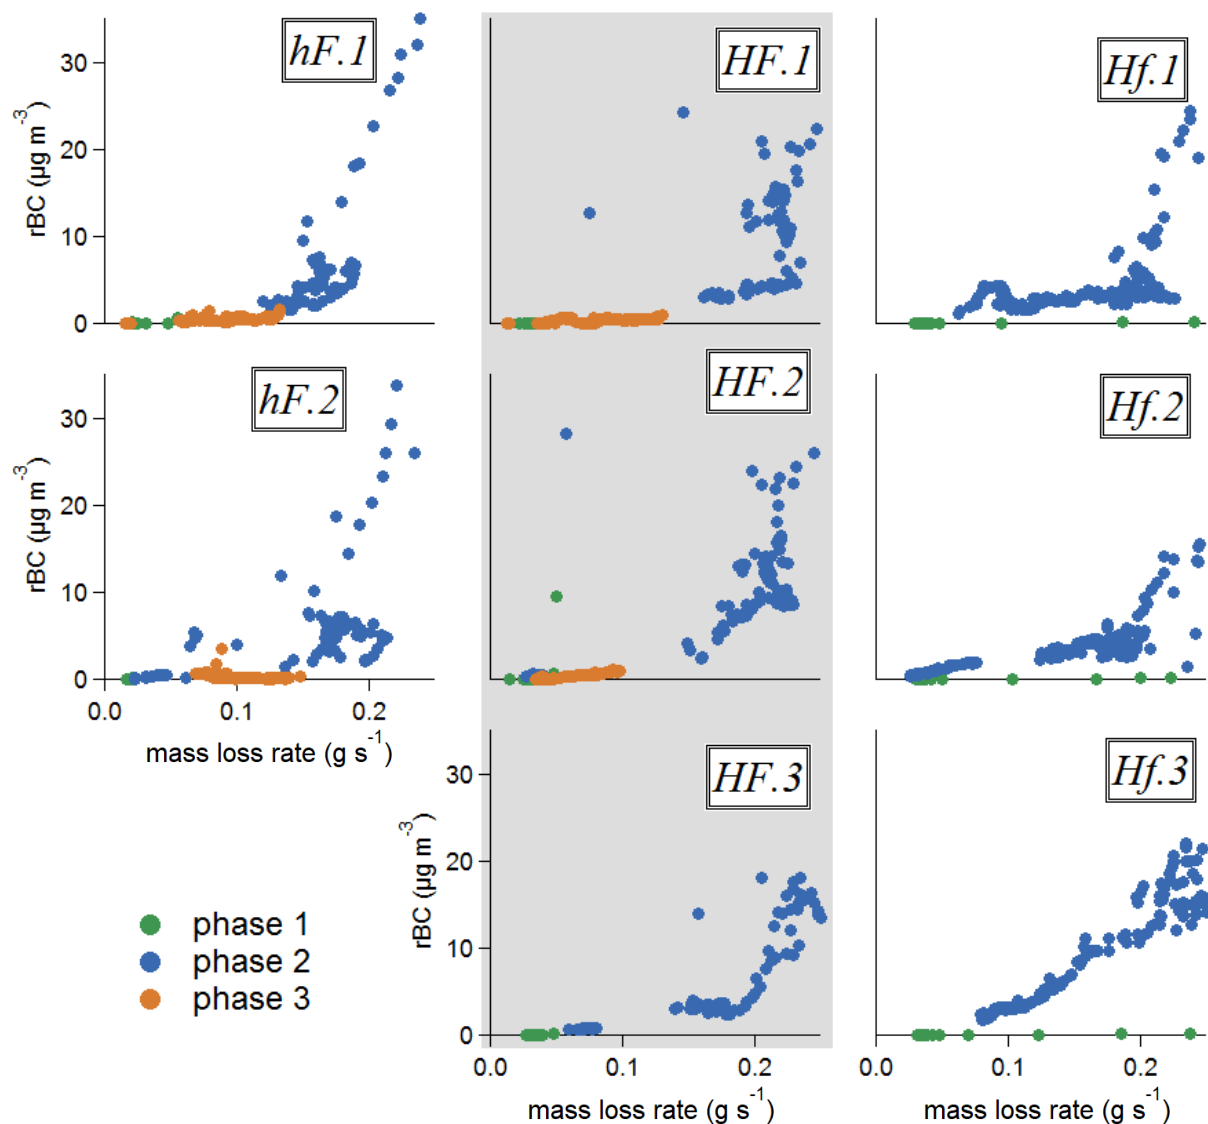 hF.1
HF.1
Hf.1
30
20
10
0
rBC (µg m⁻³)
hF.2
HF.2
Hf.2
30
20
10
0
rBC (µg m⁻³)
0.0 0.1 0.2
mass loss rate (g s⁻¹)
HF.3
Hf.3
30
20
10
0
rBC (µg m⁻³)
phase 1
phase 2
phase 3
0.0 0.1 0.2
0.0 0.1 0.2
mass loss rate (g s⁻¹)
mass loss rate (g s⁻¹)